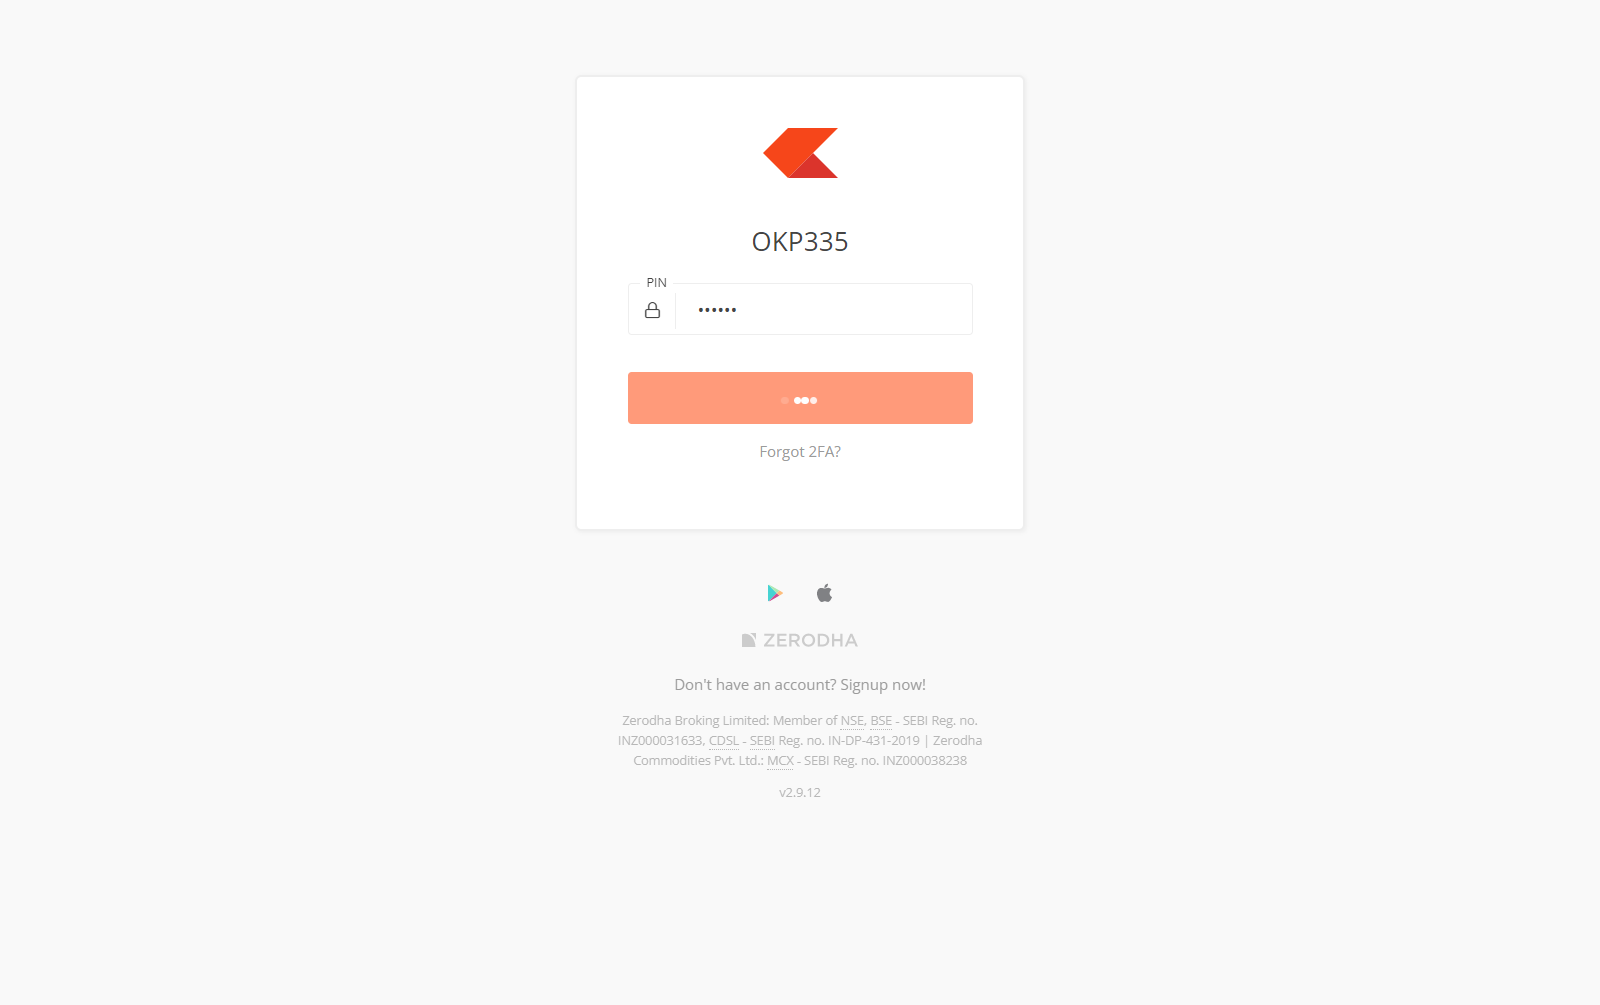 OKP335
PIN
••••••
Forgot 2FA?
ZERODHA
Don't have an account? Signup now!
Zerodha Broking Limited: Member of NSE, BSE - SEBI Reg. no.
INZ000031633, CDSL - SEBI Reg. no. IN-DP-431-2019 | Zerodha
Commodities Pvt. Ltd.: MCX - SEBI Reg. no. INZ000038238
v2.9.12